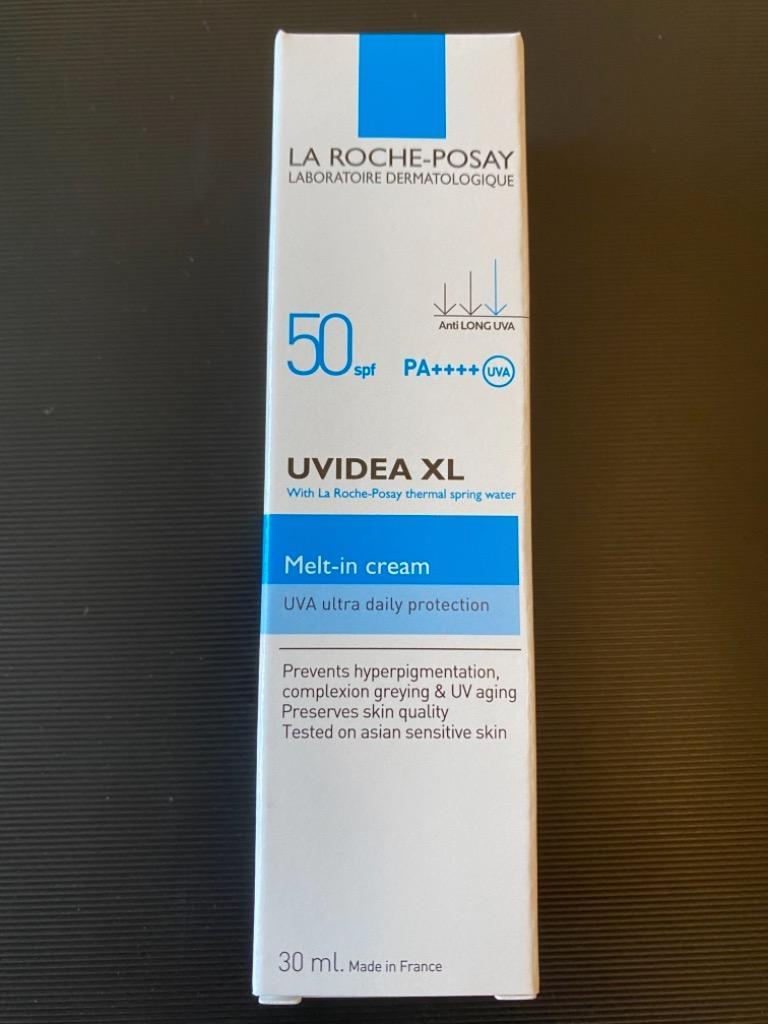 LA ROCHE-POSAY
LABORATOIRE DERMATOLOGIQUE
Anti LONG UVA
50 spf PA++++ UVA
UVIDEA XL
With La Roche-Posay thermal spring water
Melt-in cream
UVA ultra daily protection
Prevents hyperpigmentation,
complexion greying & UV aging
Preserves skin quality
Tested on asian sensitive skin
30 ml. Made in France